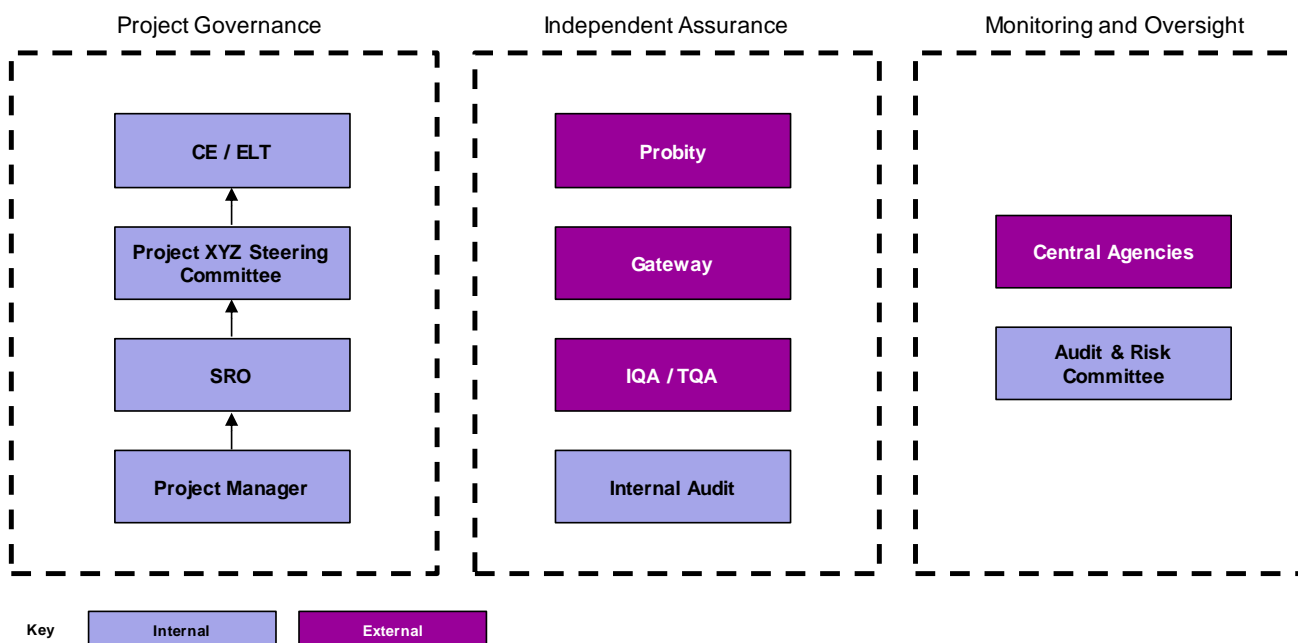 Project Governance
Independent Assurance
Monitoring and Oversight
CE / ELT
Project XYZ Steering
Committee
SRO
Project Manager
Probity
Gateway
IQA / TQA
Internal Audit
Central Agencies
Audit & Risk
Committee
Key
Internal
External